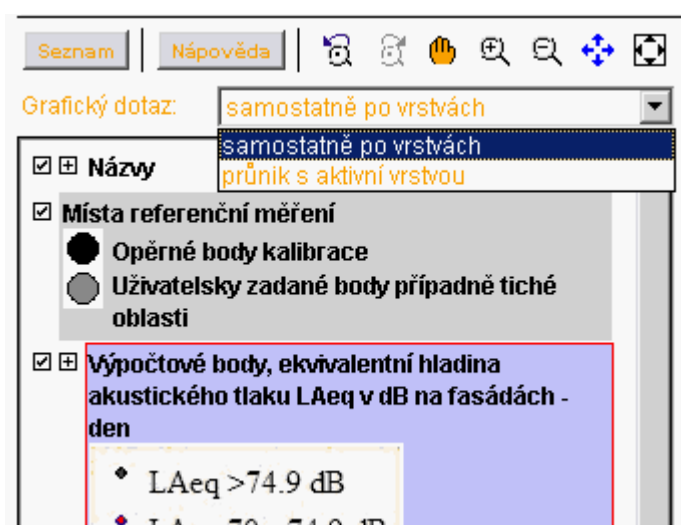 Seznam Nápověda
Grafický dotaz: samostatně po vrstvách
samostatně po vrstvách
průnik s aktivní vrstvou
Názvy
Místa referenční měření
Opěrné body kalibrace
Uživatelsky zadané body případně tiché
oblasti
Výpočtové body, ekvivalentní hladina
akustického tlaku LAeq v dB na fasádách -
den
LAeq >74.9 dB